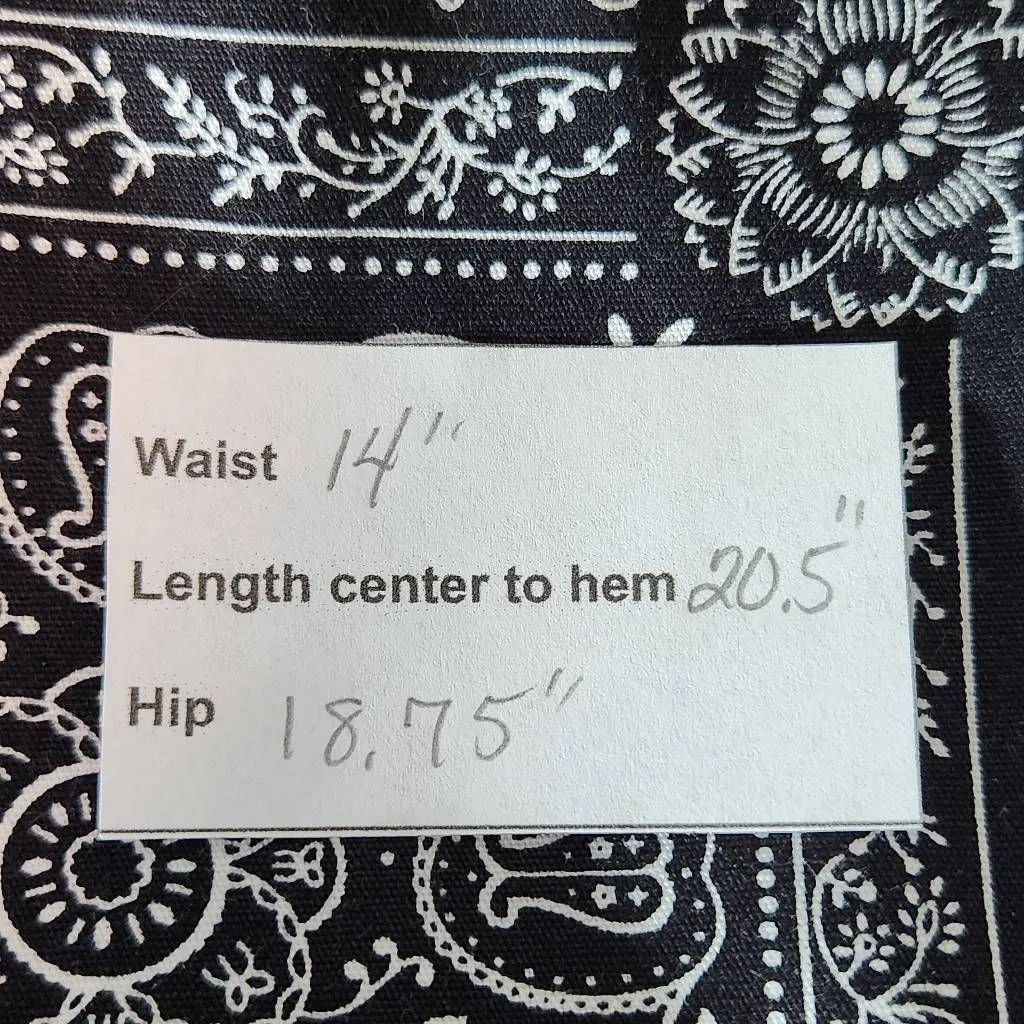 Waist 14"
Length center to hem 20.5"
Hip 18.75"